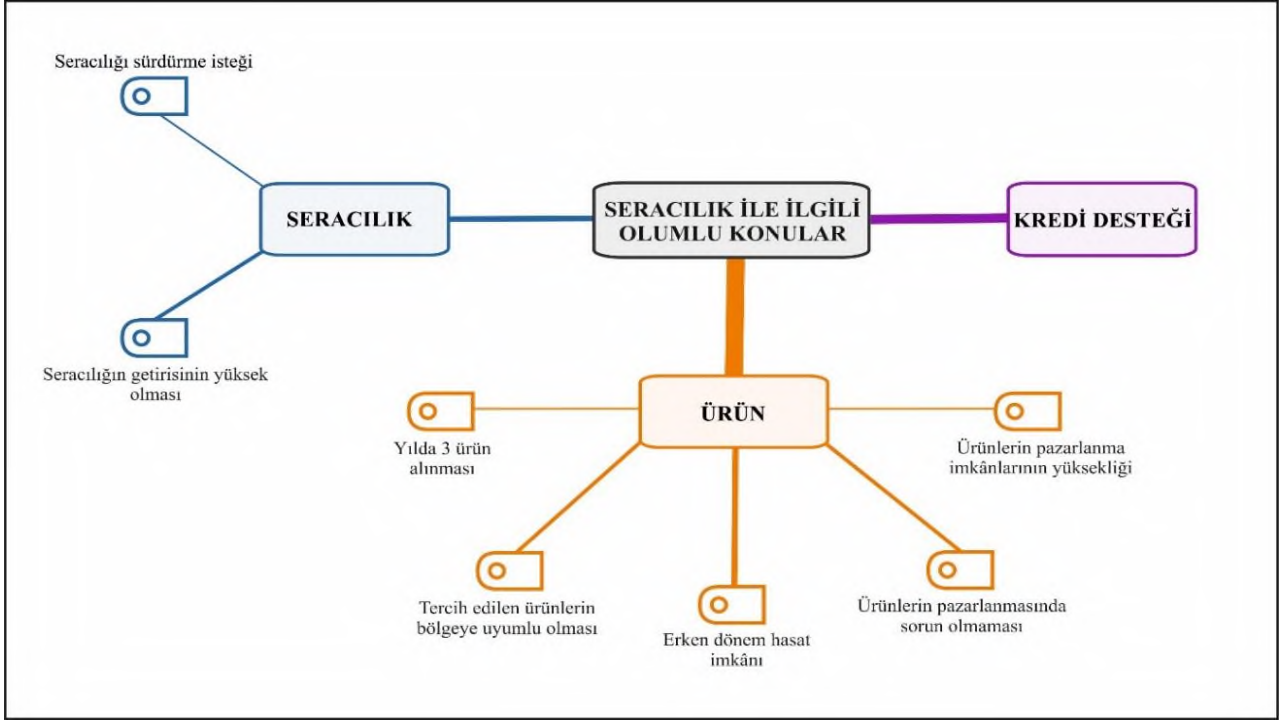 Seracılığı sürdürme isteği
SERACILIK
SERACILIK İLE İLGİLİ
OLUMLU KONULAR
KREDİ DESTEĞİ
Seracılığın getirisinin yüksek
olması
ÜRÜN
Yılda 3 ürün
alınması
Ürünlerin pazarlanma
imkânlarının yüksekliği
Tercih edilen ürünlerin
bölgeye uyumlu olması
Erken dönem hasat
imkânı
Ürünlerin pazarlanmasında
sorun olmaması